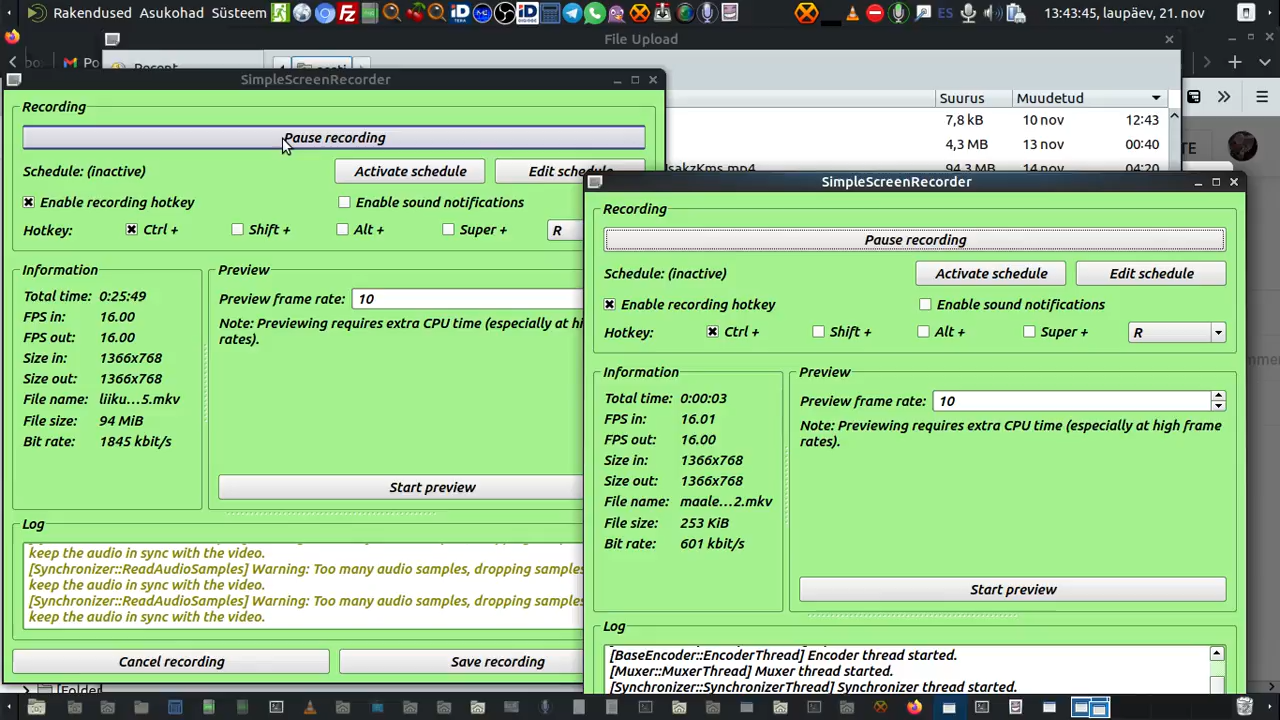 Rakendused Asukohad Süsteem
ES
13:43:45, laupäev, 21. nov
File Upload
Recent
Suurus Muudetud
7,8 kB 10 nov 12:43
4,3 MB 13 nov 00:40
94,3 MB 14 nov 04:20
SimpleScreenRecorder
Recording
Pause recording
Schedule: (inactive)
Activate schedule
Edit schedule
Enable recording hotkey
Enable sound notifications
Hotkey: Ctrl + Shift + Alt + Super + R
Information
Total time: 0:25:49
FPS in: 16.00
FPS out: 16.00
Size in: 1366x768
Size out: 1366x768
File name: liiku...5.mkv
File size: 94 MiB
Bit rate: 1845 kbit/s
Preview
Preview frame rate: 10
Note: Previewing requires extra CPU time (especially at hi
rates).
Start preview
Log
keep the audio in sync with the video.
[Synchronizer::ReadAudioSamples] Warning: Too many audio samples, dropping samples
keep the audio in sync with the video.
[Synchronizer::ReadAudioSamples] Warning: Too many audio samples, dropping samples
keep the audio in sync with the video.
Cancel recording
Save recording
[Folder
SimpleScreenRecorder
Recording
Pause recording
Schedule: (inactive)
Activate schedule
Edit schedule
Enable recording hotkey
Enable sound notifications
Hotkey: Ctrl + Shift + Alt + Super + R
Information
Total time: 0:00:03
FPS in: 16.01
FPS out: 16.00
Size in: 1366x768
Size out: 1366x768
File name: maale...2.mkv
File size: 253 KiB
Bit rate: 601 kbit/s
Preview
Preview frame rate: 10
Note: Previewing requires extra CPU time (especially at high frame
rates).
Start preview
Log
[BaseEncoder::EncoderThread] Encoder thread started.
[Muxer::MuxerThread] Muxer thread started.
[Synchronizer::SynchronizerThread] Synchronizer thread started.